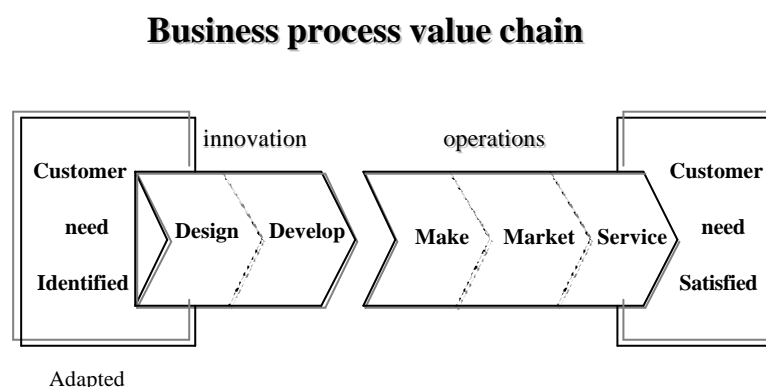 Business process value chain
innovation
operations
Customer
need
Identified
Design
Develop
Make
Market
Service
Customer
need
Satisfied
Adapted